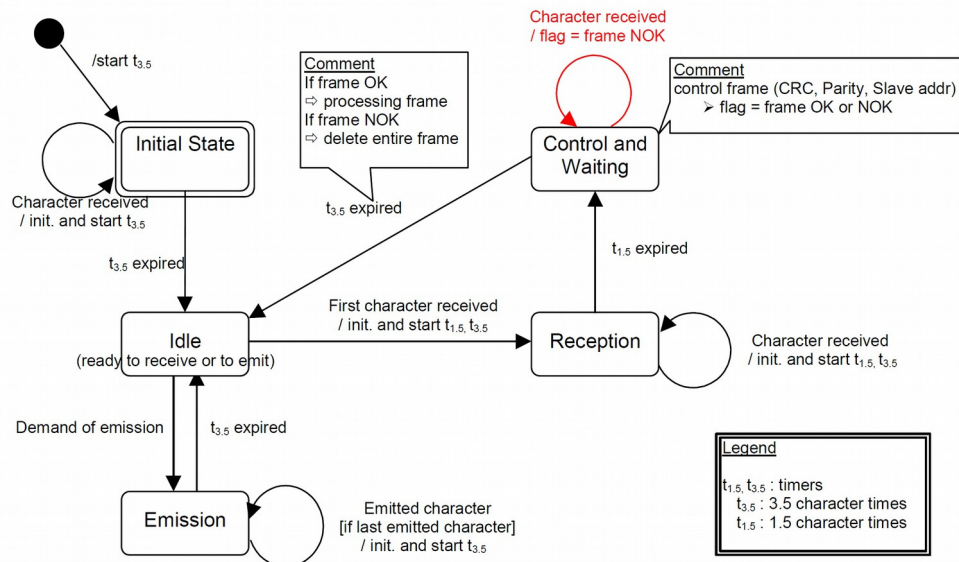 /start t3.5
Initial State
Character received
/ init. and start t3.5
t3.5 expired
Comment
If frame OK
⇨ processing frame
If frame NOK
⇨ delete entire frame
t3.5 expired
Character received
/ flag = frame NOK
Comment
control frame (CRC, Parity, Slave addr)
➢ flag = frame OK or NOK
Control and
Waiting
t1.5 expired
First character received
/ init. and start t1.5, t3.5
Idle
(ready to receive or to emit)
Reception
Character received
/ init. and start t1.5, t3.5
Demand of emission
t3.5 expired
Emission
Emitted character
[if last emitted character]
/ init. and start t3.5
Legend
t1.5, t3.5 : timers
t3.5 : 3.5 character times
t1.5 : 1.5 character times